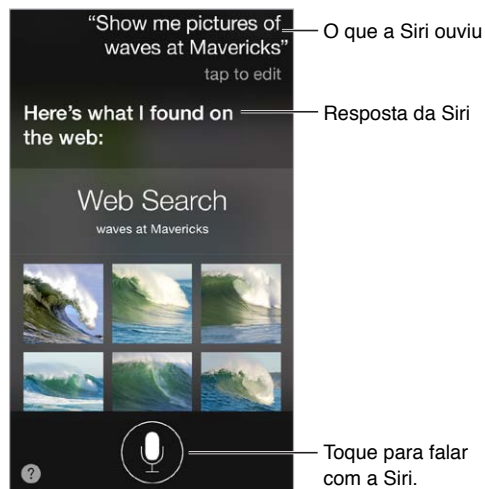 “Show me pictures of
waves at Mavericks”
tap to edit
O que a Siri ouviu
Here’s what I found on
the web:
Resposta da Siri
Web Search
waves at Mavericks
?
Toque para falar
com a Siri.